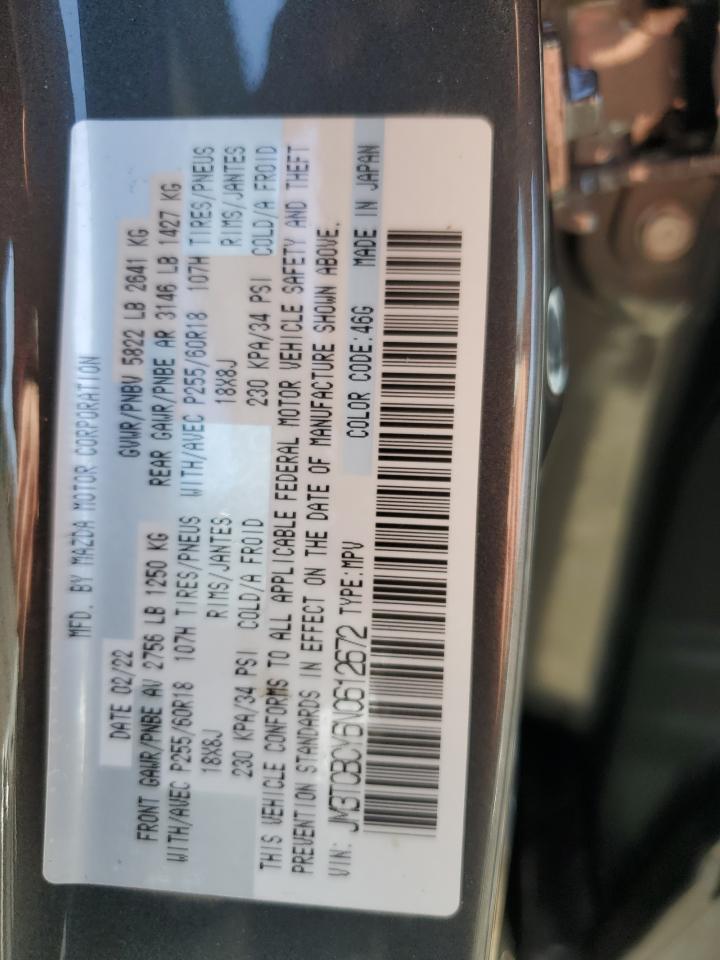 MFD. BY MAZDA MOTOR CORPORATION
DATE 02/22 GVWR/PNBV 5822 LB 2641 KG
FRONT GAWR/PNBE AV 2756 LB 1250 KG REAR GAWR/PNBE AR 3146 LB 1427 KG
WITH/AVEC P255/60R18 107H TIRES/PNEUS WITH/AVEC P255/60R18 107H TIRES/PNEUS
18X8J RIMS/JANTES 18X8J RIMS/JANTES
230 KPA/34 PSI COLD/A FROID 230 KPA/34 PSI COLD/A FROID
THIS VEHICLE CONFORMS TO ALL APPLICABLE FEDERAL MOTOR VEHICLE SAFETY AND THEFT
PREVENTION STANDARDS IN EFFECT ON THE DATE OF MANUFACTURE SHOWN ABOVE.
VIN: JM3TCBCY6N0612672 TYPE:MPV COLOR CODE:46G MADE IN JAPAN